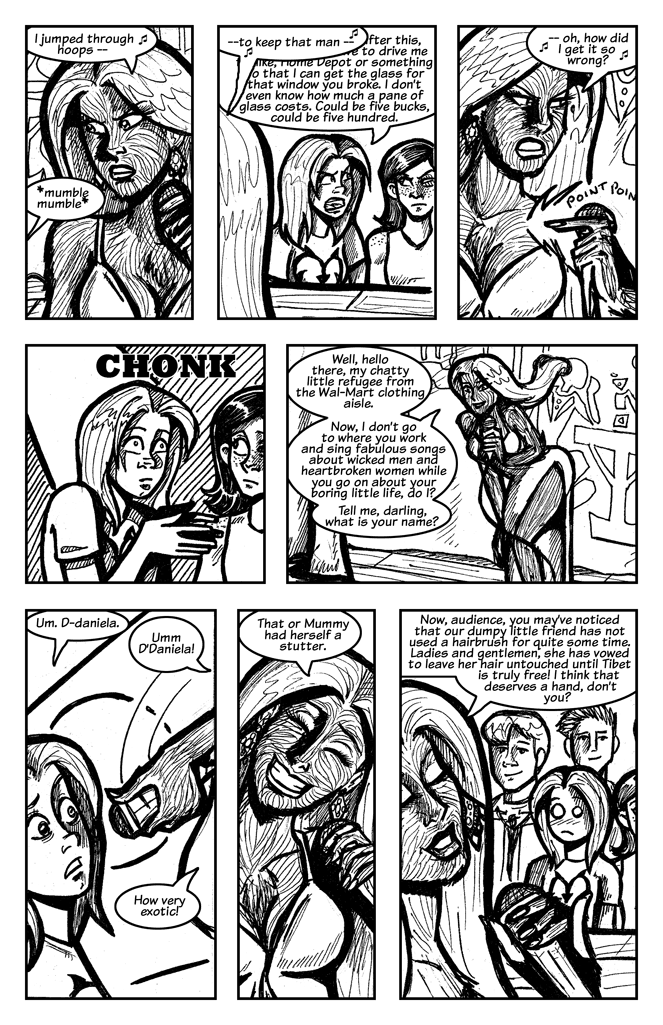 I jumped through ♫
hoops --
*mumble
mumble*
--to keep that man --♫
fter this,
e to drive me
like, Home Depot or something
o that I can get the glass for
that window you broke. I don't
even know how much a pane of
glass costs. Could be five bucks,
could be five hundred.
-- oh, how did
♫ I get it so ♫
wrong?
POINT POIN
CHONK
Well, hello
there, my chatty
little refugee from
the Wal-Mart clothing
aisle.
Now, I don't go
to where you work
and sing fabulous songs
about wicked men and
heartbroken women while
you go on about your
boring little life, do I?
Tell me, darling,
what is your name?
Um. D-daniela.
Umm
D'Daniela!
How very
exotic!
That or Mummy
had herself a
stutter.
Now, audience, you may've noticed
that our dumpy little friend has not
used a hairbrush for quite some time.
Ladies and gentlemen, she has vowed
to leave her hair untouched until Tibet
is truly free! I think that
deserves a hand, don't
you?